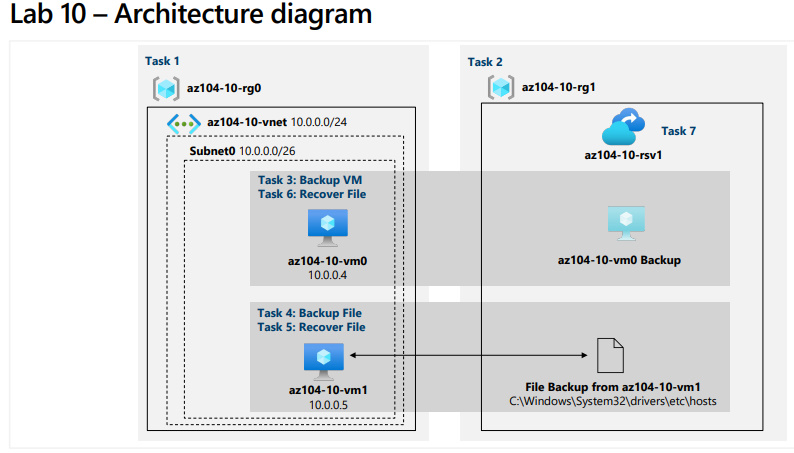 Lab 10 – Architecture diagram
Task 1
az104-10-rg0
az104-10-vnet 10.0.0.0/24
Subnet0 10.0.0.0/26
Task 3: Backup VM
Task 6: Recover File
az104-10-vm0
10.0.0.4
Task 4: Backup File
Task 5: Recover File
az104-10-vm1
10.0.0.5
Task 2
az104-10-rg1
Task 7
az104-10-rsv1
az104-10-vm0 Backup
File Backup from az104-10-vm1
C:\Windows\System32\drivers\etc\hosts